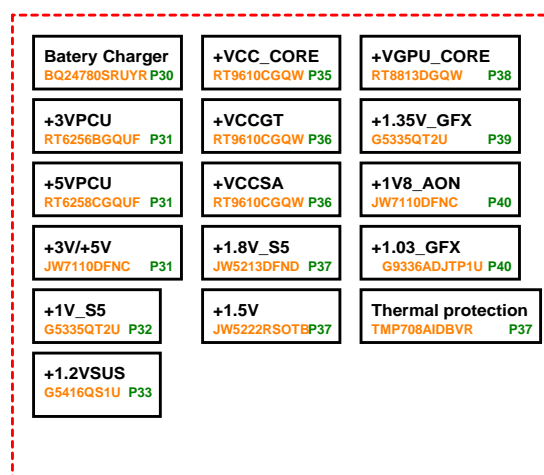 Batery Charger
BQ24780SRUYR P30
+VCC_CORE
RT9610CGQW P35
+VGPU_CORE
RT8813DGQW P38
+3VPCU
RT6256BGQUF P31
+VCCGT
RT9610CGQW P36
+1.35V_GFX
G5335QT2U P39
+5VPCU
RT6258CGQUF P31
+VCCSA
RT9610CGQW P36
+1V8_AON
JW7110DFNC P40
+3V/+5V
JW7110DFNC P31
+1.8V_S5
JW5213DFND P37
+1.03_GFX
G9336ADJTP1U P40
+1V_S5
G5335QT2U P32
+1.5V
JW5222RSOTB P37
Thermal protection
TMP708AIDBVR P37
+1.2VSUS
G5416QS1U P33